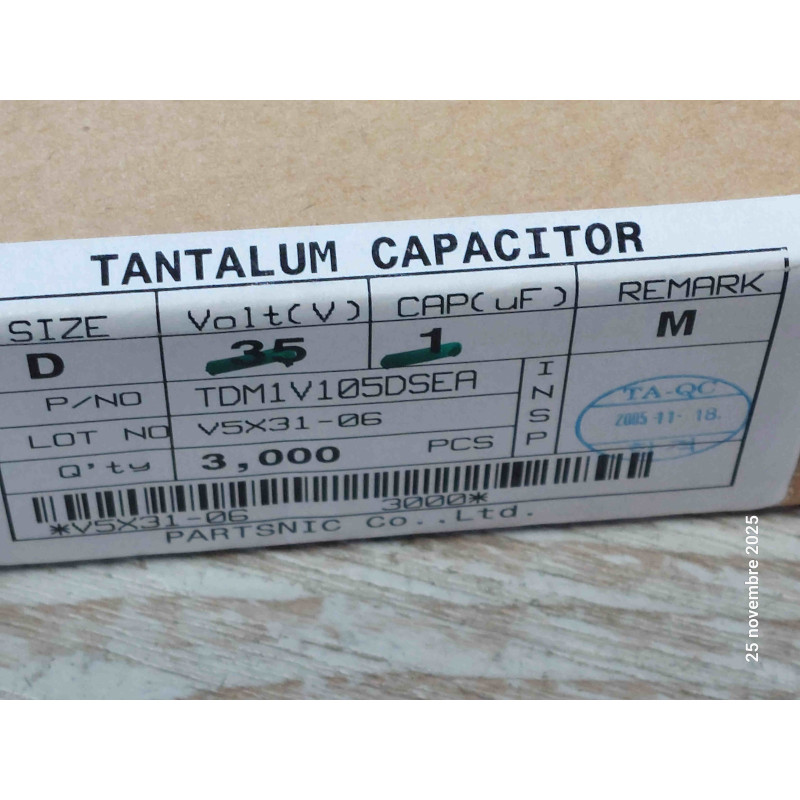 TANTALUM CAPACITOR
SIZE Volt(V) CAP(uF) REMARK
D 35 1 M
P/NO TDM1V105DSEA INSP
LOT NO V5X31-06
Q'ty 3,000 PCS
TA-QC
2005 11 18.
*V5X31-06 3000*
PARTSNIC Co.,Ltd.
25 novembre 2025